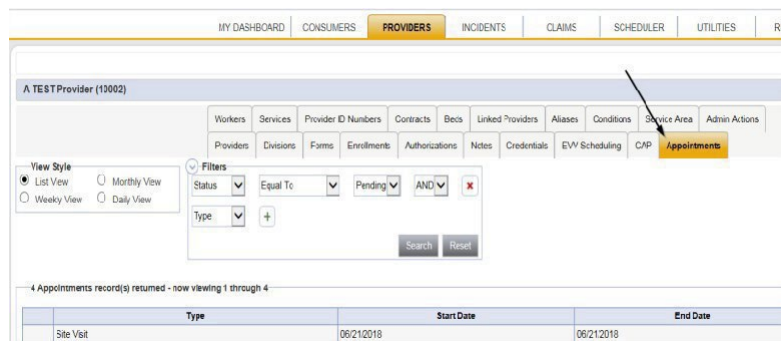 MY DASHBOARD CONSUMERS PROVIDERS INCIDENTS CLAIMS SCHEDULER UTILITIES R
A TEST Provider (10002)
Workers Services Provider ID Numbers Contracts Beds Linked Providers Aliases Conditions Service Area Admin Actions
Providers Divisions Forms Enrollments Authorizations Notes Credentials EVV Scheduling CAP Appointments
View Style
List View Monthly View
Weekly View Daily View
Filters
Status Equal To Pending AND
Type
Search Reset
4 Appointments record(s) returned - now viewing 1 through 4
Type Start Date End Date
Site Visit 06/21/2018 06/21/2018